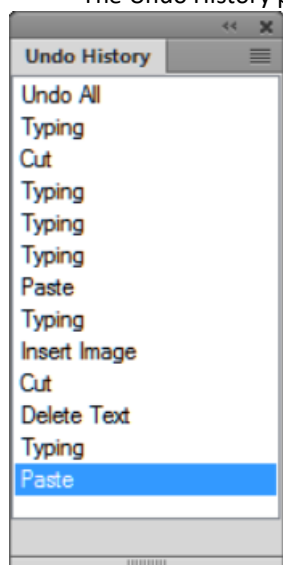 The Undo History p
Undo History
Undo All
Typing
Cut
Typing
Typing
Typing
Paste
Typing
Insert Image
Cut
Delete Text
Typing
Paste